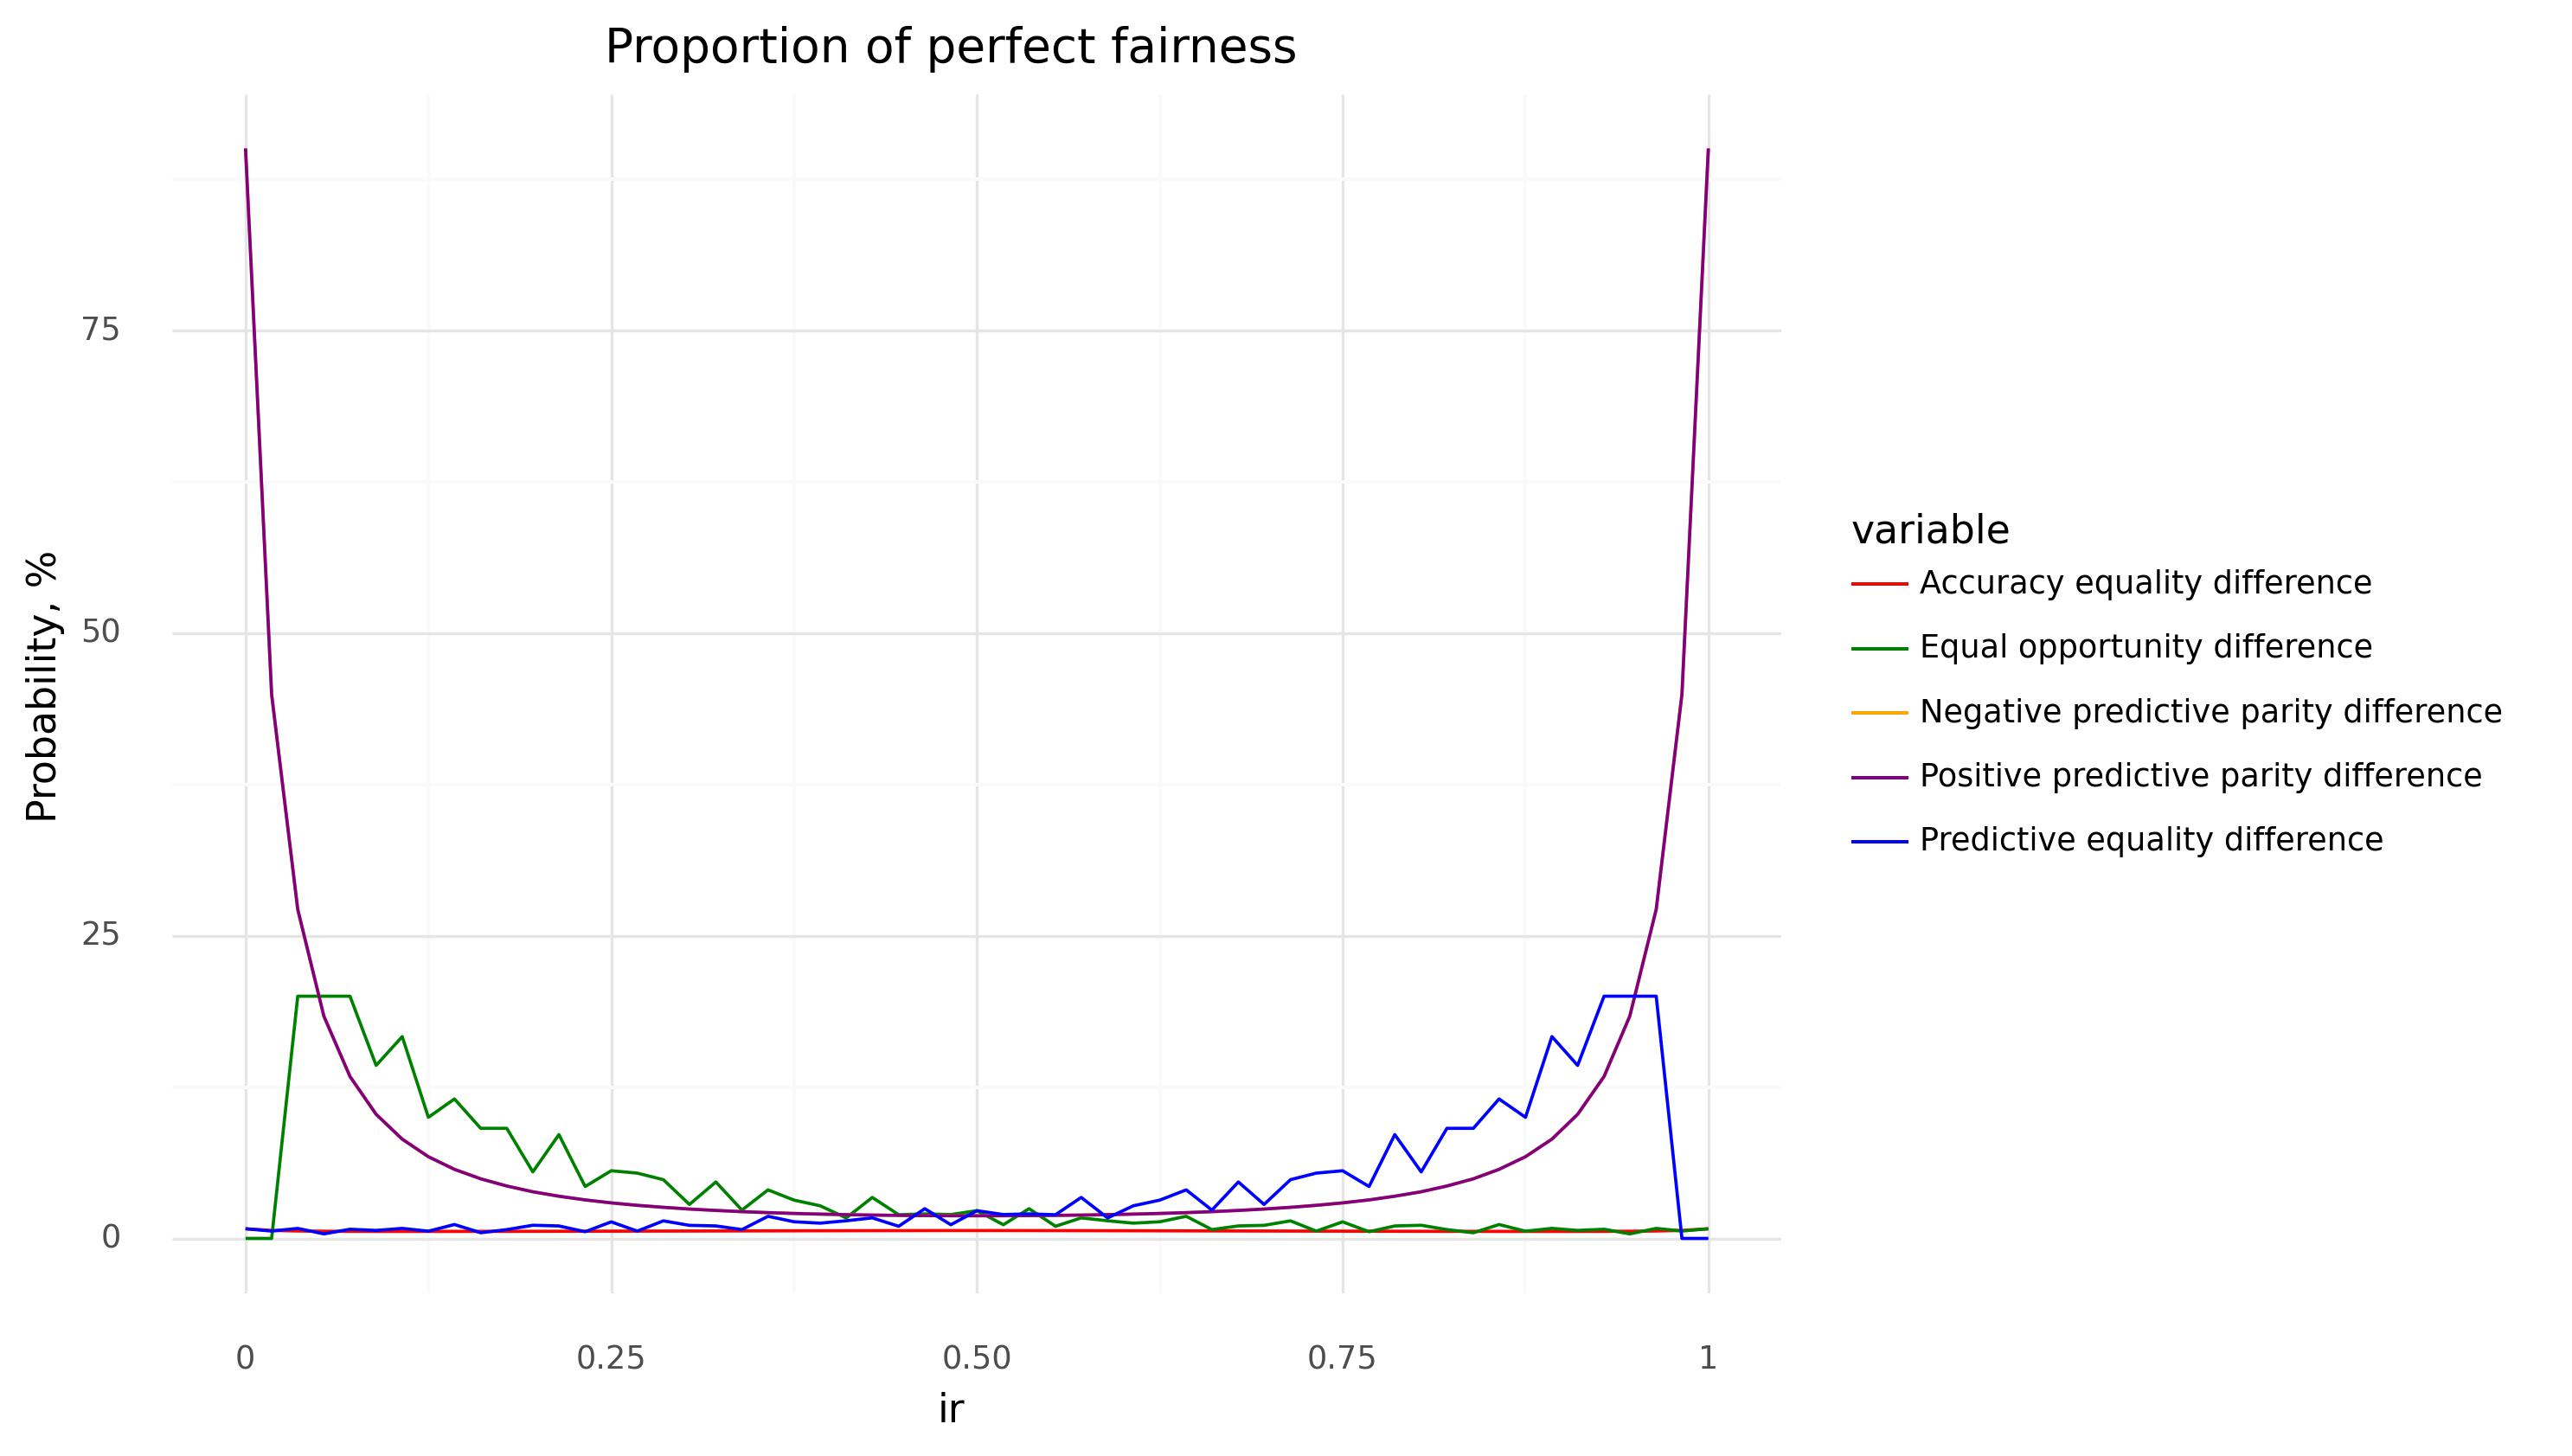 Proportion of perfect fairness
Probability, %
75
50
25
0
0
0.25
0.50
0.75
1
ir
variable
Accuracy equality difference
Equal opportunity difference
Negative predictive parity difference
Positive predictive parity difference
Predictive equality difference